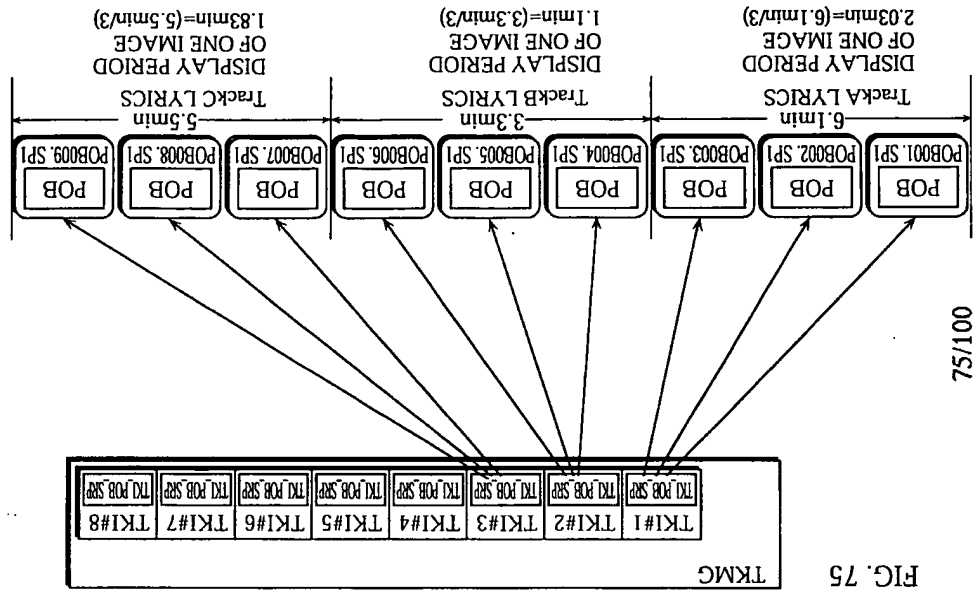 FIG. 75
TKMG
TKI#1 TKI#2 TKI#3 TKI#4 TKI#5 TKI#6 TKI#7 TKI#8
TKI_POB_SRP TKI_POB_SRP TKI_POB_SRP TKI_POB_SRP TKI_POB_SRP TKI_POB_SRP TKI_POB_SRP TKI_POB_SRP
75/100
POB POB POB POB POB POB POB POB POB
POB001. SP1 POB002. SP1 POB003. SP1 POB004. SP1 POB005. SP1 POB006. SP1 POB007. SP1 POB008. SP1 POB009. SP1
6.1min 3.3min 5.5min
TrackA LYRICS TrackB LYRICS TrackC LYRICS
DISPLAY PERIOD DISPLAY PERIOD DISPLAY PERIOD
OF ONE IMAGE OF ONE IMAGE OF ONE IMAGE
2.03min=(6.1min/3) 1.1min=(3.3min/3) 1.83min=(5.5min/3)